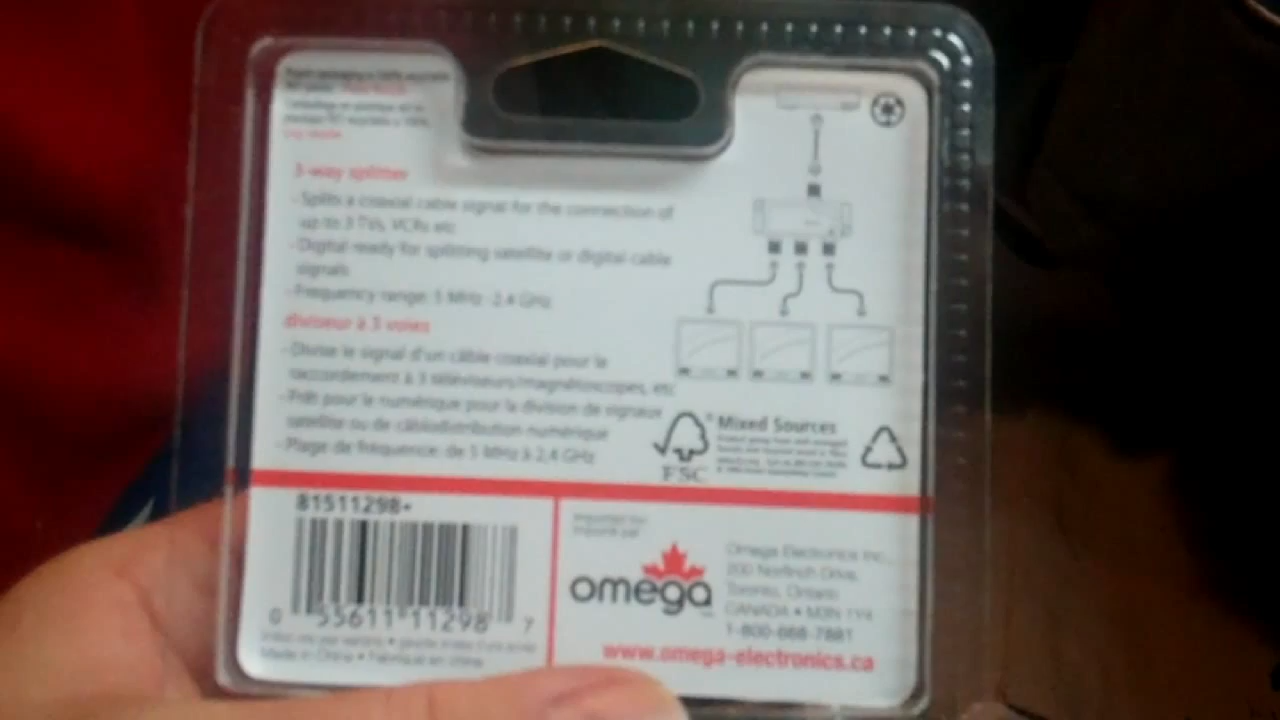 3-way splitter
- Splits a coaxial cable signal for the connection of
up to 3 TVs, VCRs etc
- Digital ready for splitting satellite or digital cable
signals
- Frequency range: 5 MHz - 2.4 GHz
diviseur à 3 voies
- Divise le signal d'un câble coaxial pour le
raccordement à 3 téléviseurs/magnétoscopes, etc
- Prêt pour le numérique pour la division de signaux
satellite ou de câblodistribution numérique
- Plage de fréquence: de 5 MHz à 2,4 GHz
FSC
Mixed Sources
81511298
0 55611 11298 7
Made in China • Fabriqué en chine
Imported by:
Importé par:
omega
Omega Electronics Inc.,
200 Norfinch Drive,
Toronto, Ontario
CANADA • M3N 1Y4
1-800-668-7881
www.omega-electronics.ca